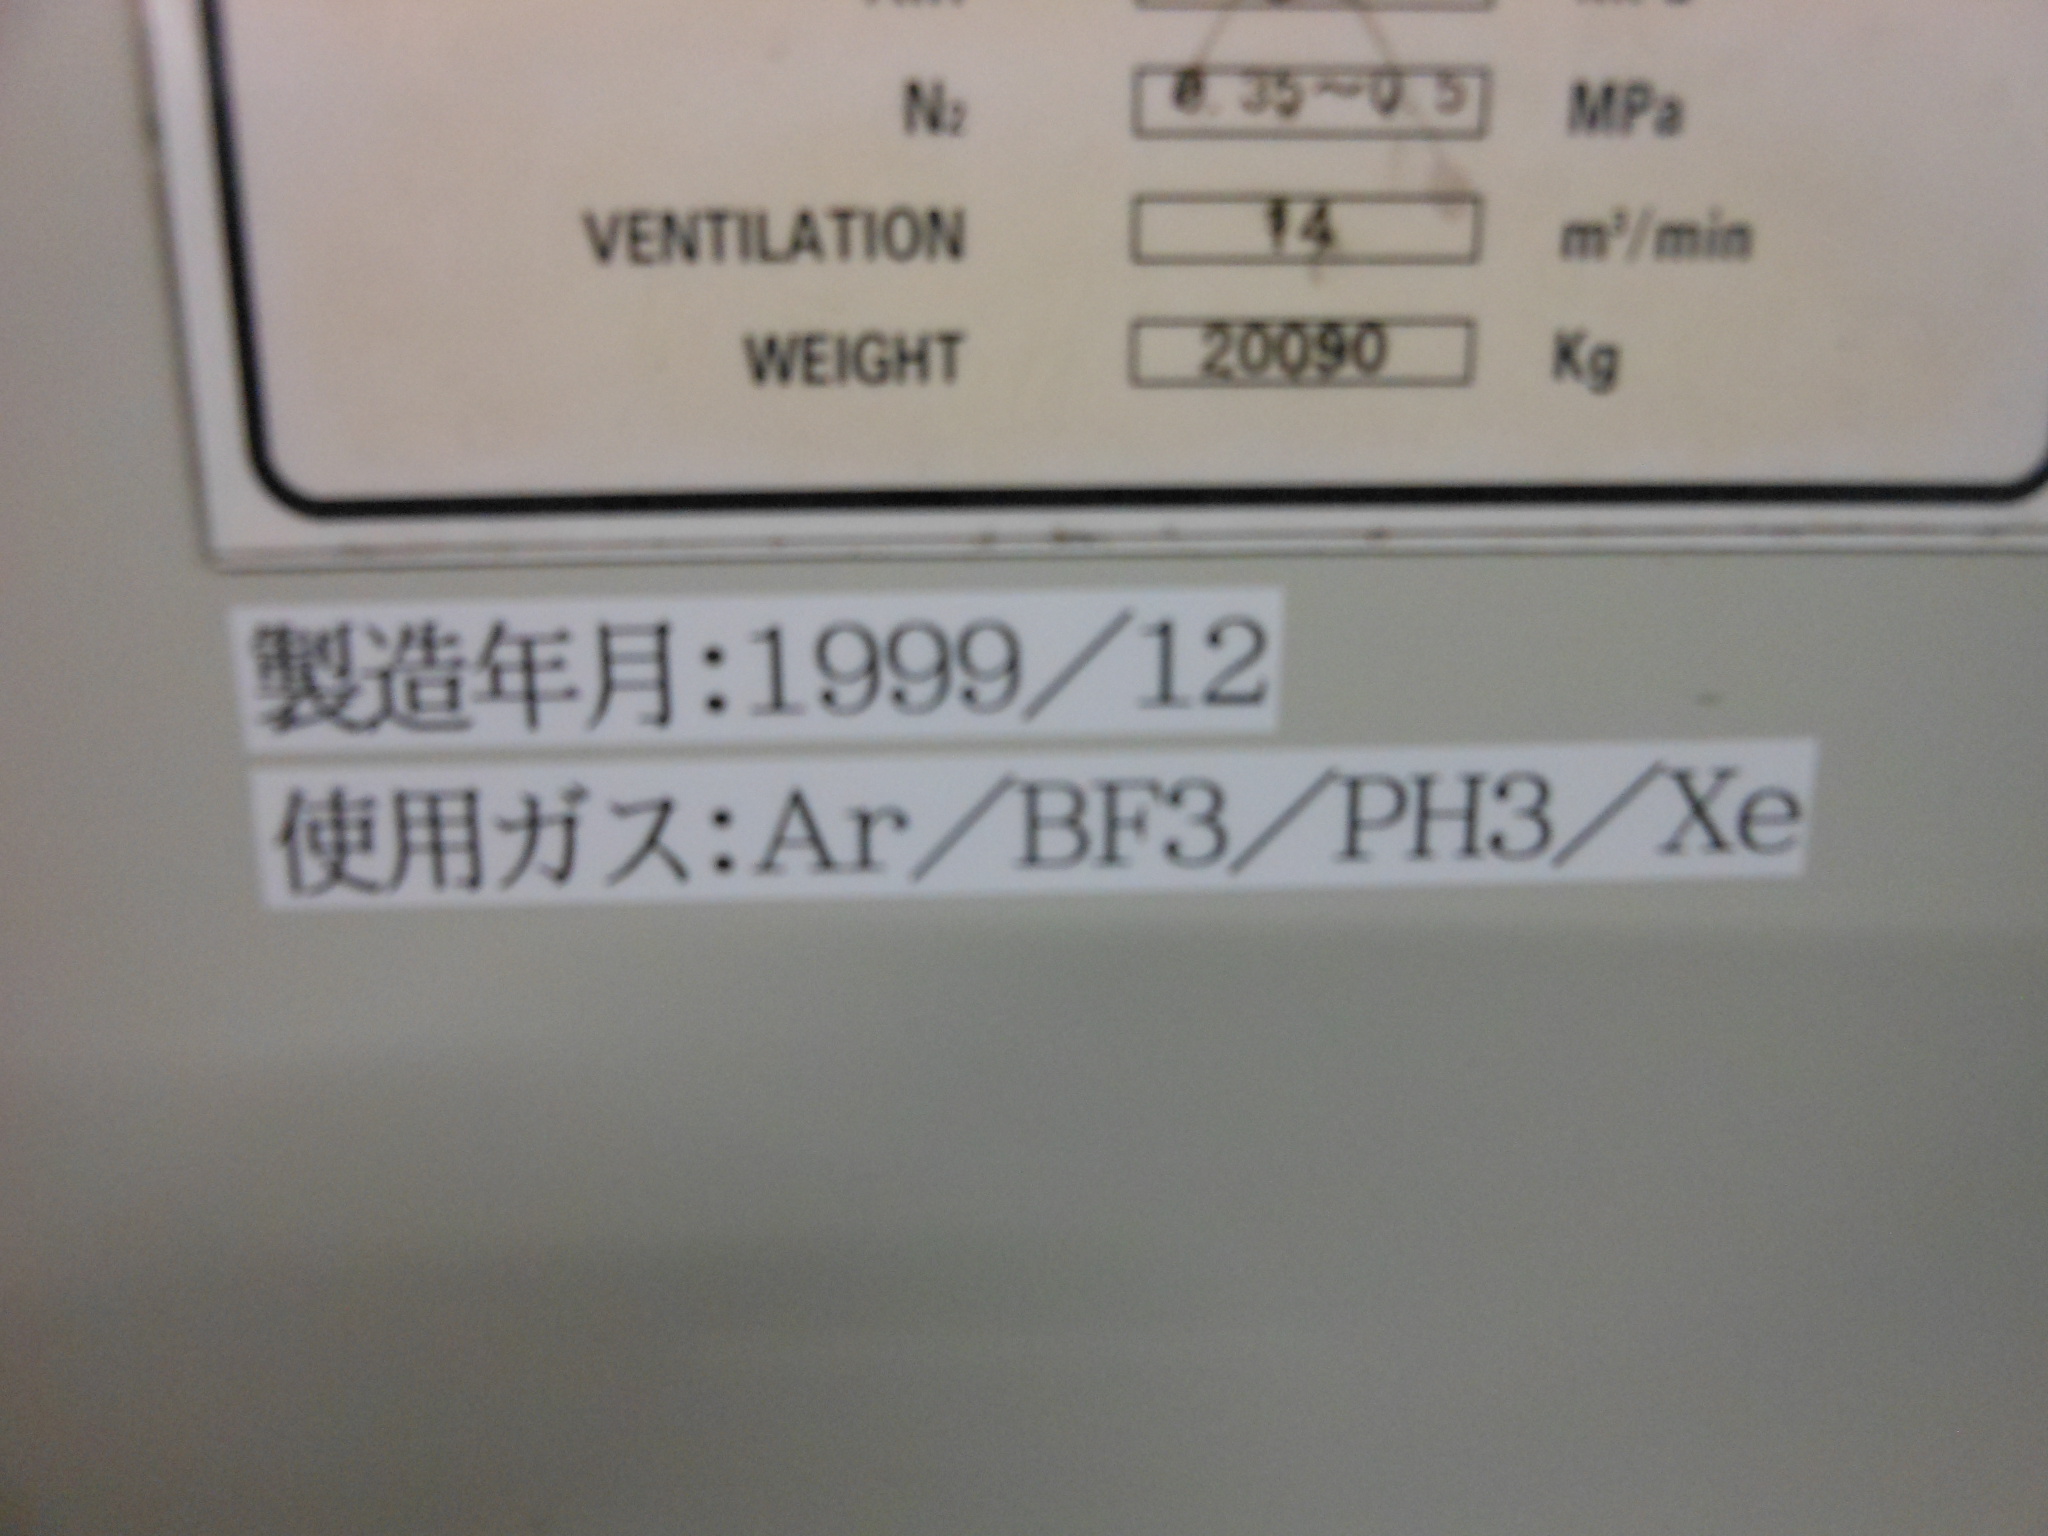 N₂ 0.35~0.5 MPa
VENTILATION 14 m³/min
WEIGHT 20090 Kg
製造年月:1999/12
使用ガス:Ar/BF3/PH3/Xe